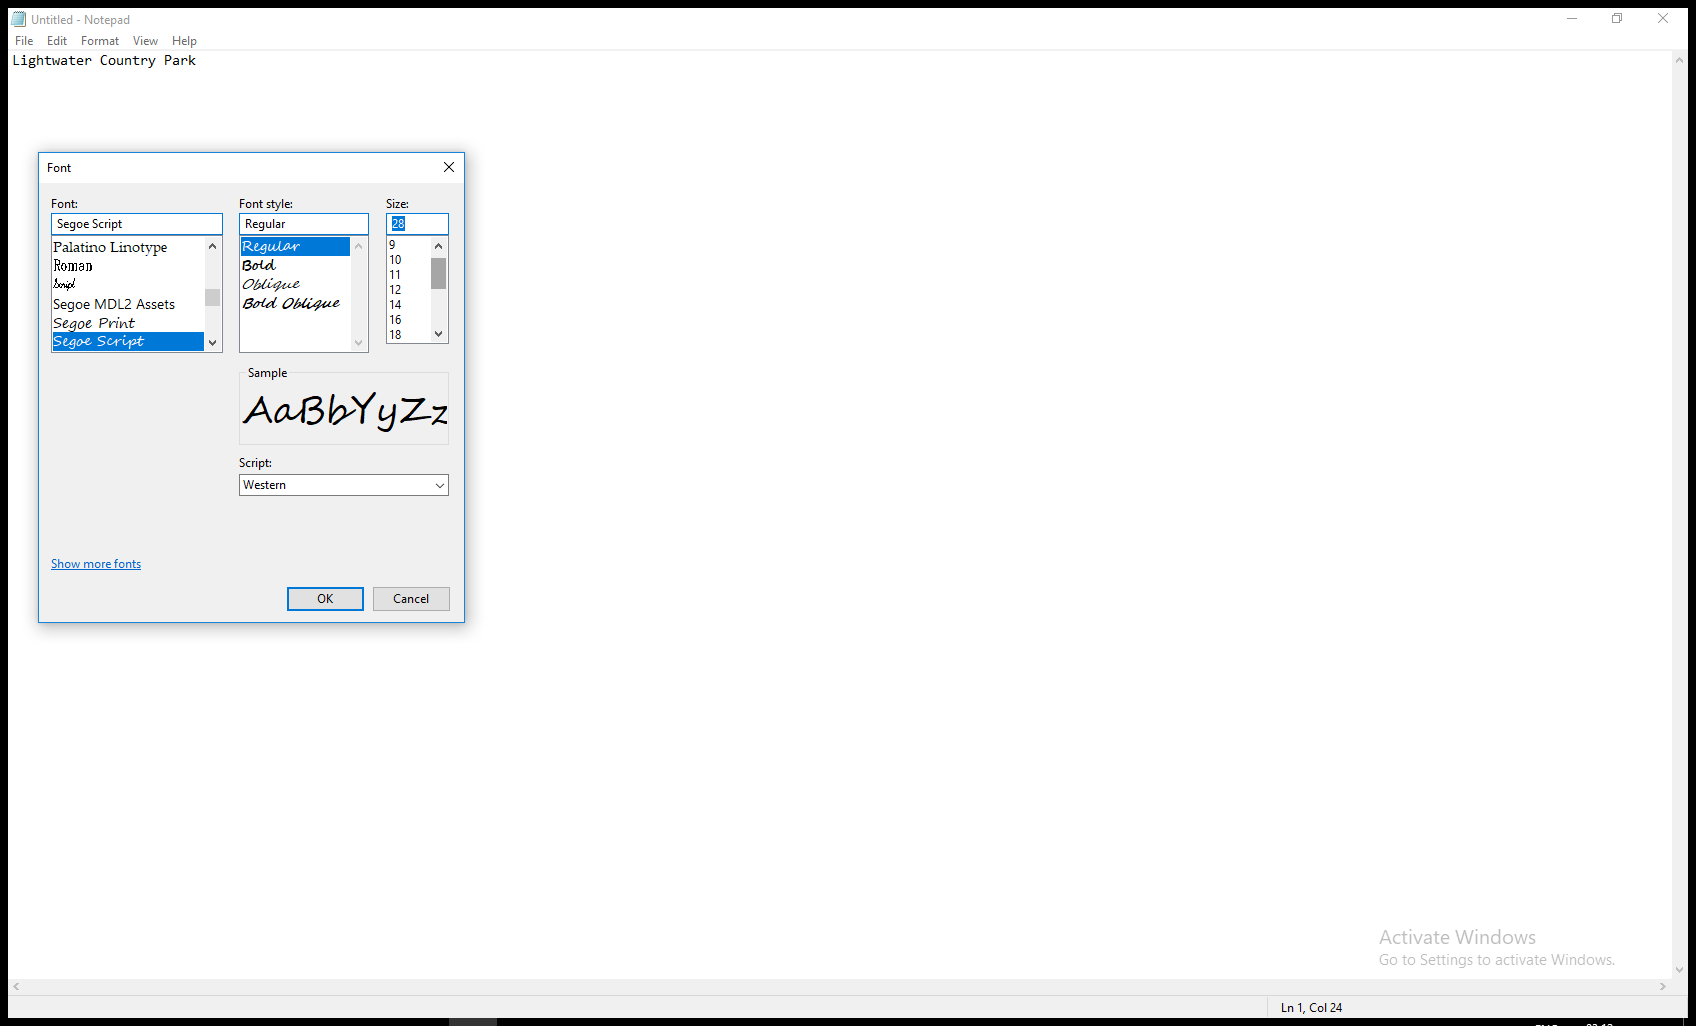 Untitled - Notepad
File Edit Format View Help
Lightwater Country Park
Font
Font: Font style: Size:
Segoe Script Regular 28
Palatino Linotype
Roman
Script
Segoe MDL2 Assets
Segoe Print
Segoe Script
Regular
Bold
Oblique
Bold Oblique
9
10
11
12
14
16
18
Sample
AaBbYyZz
Script:
Western
Show more fonts
OK Cancel
Activate Windows
Go to Settings to activate Windows.
Ln 1, Col 24